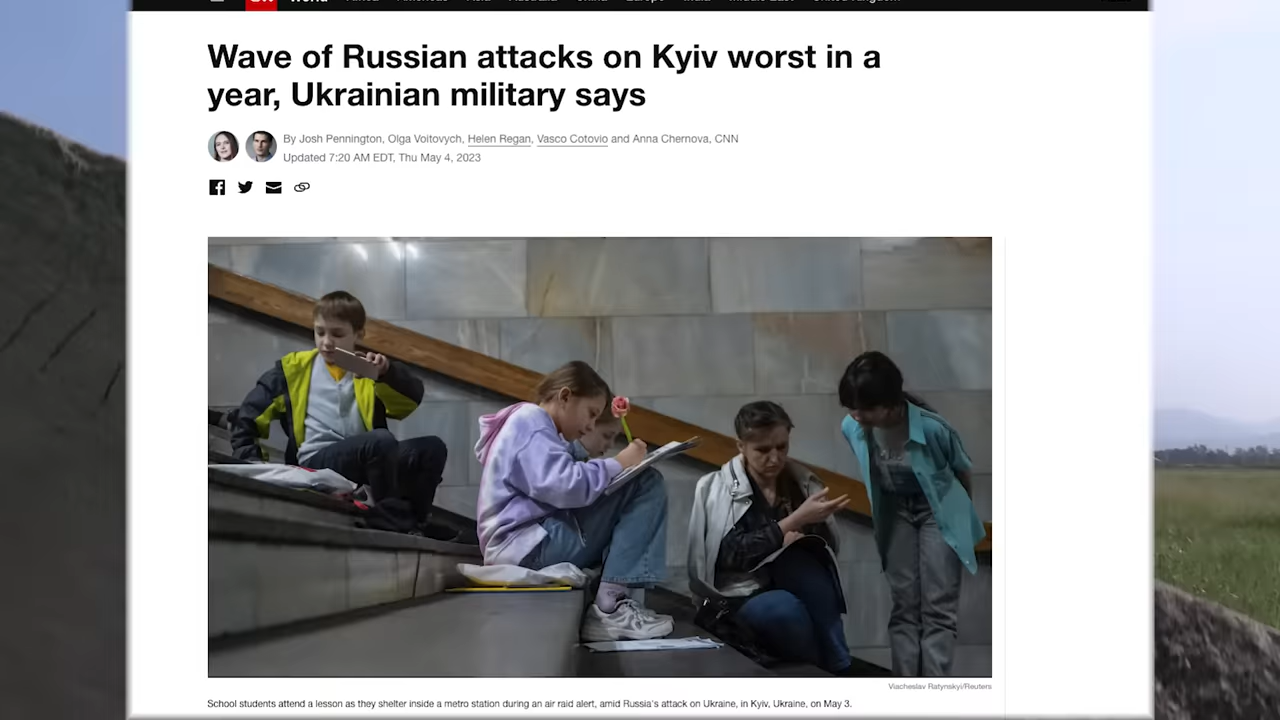 Wave of Russian attacks on Kyiv worst in a
year, Ukrainian military says
By Josh Pennington, Olga Voitovych, Helen Regan, Vasco Cotovio and Anna Chernova, CNN
Updated 7:20 AM EDT, Thu May 4, 2023
Viacheslav Ratynskyi/Reuters
School students attend a lesson as they shelter inside a metro station during an air raid alert, amid Russia's attack on Ukraine, in Kyiv, Ukraine, on May 3.